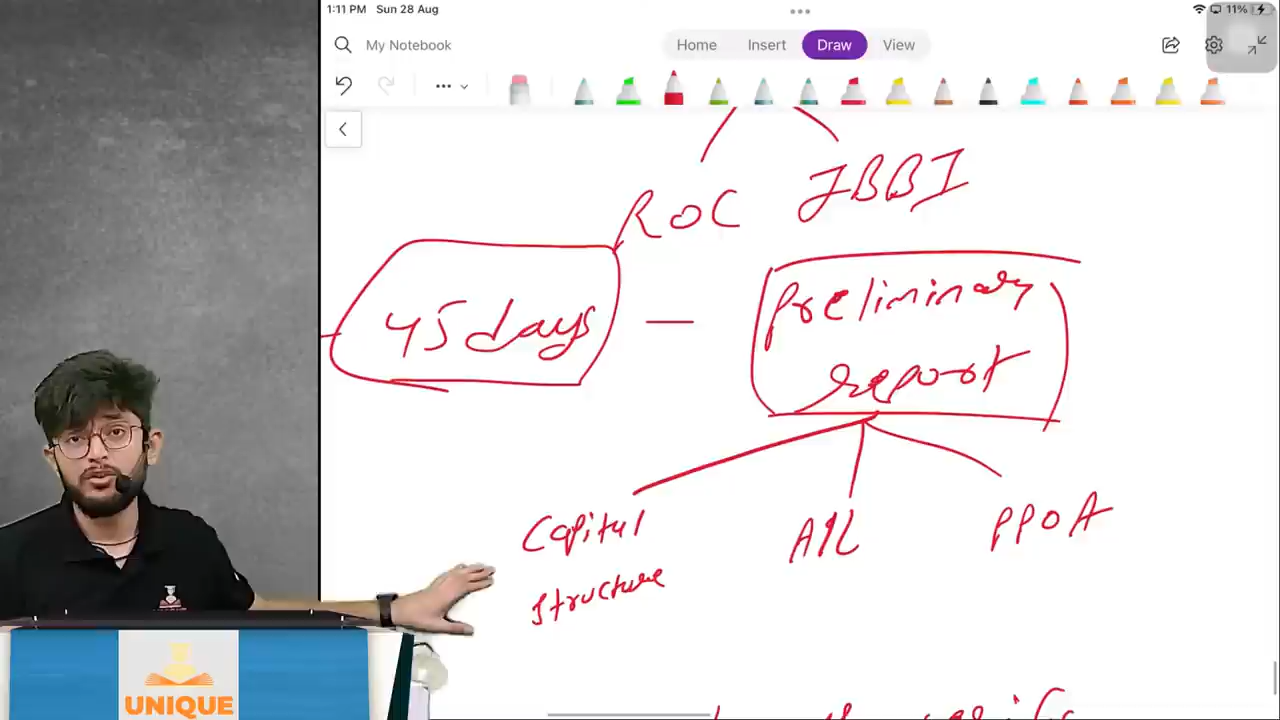 1:11 PM Sun 28 Aug
11%
My Notebook
Home Insert Draw View
ROC IBBI
45 days — Preliminary
report
Capital
Structure
A/L
PPOA
UNIQUE